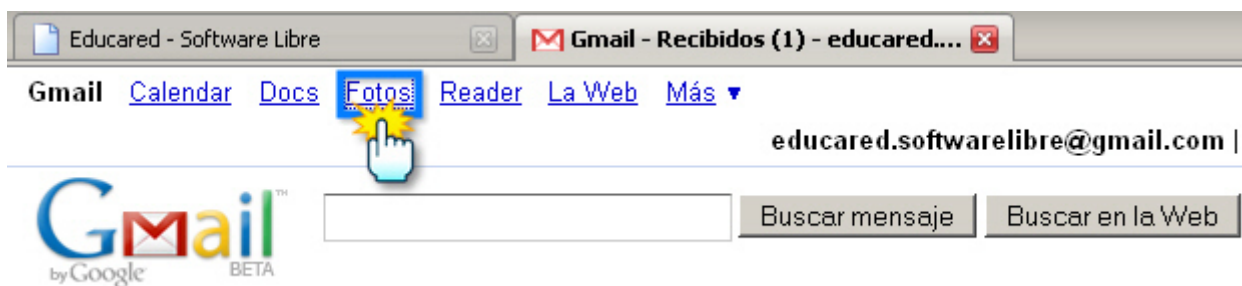 Educared - Software Libre Gmail - Recibidos (1) - educared....
Gmail Calendar Docs Fotos Reader La Web Más ▼
educared.softwarelibre@gmail.com |
Gmail™ Buscar mensaje Buscar en la Web
by Google BETA